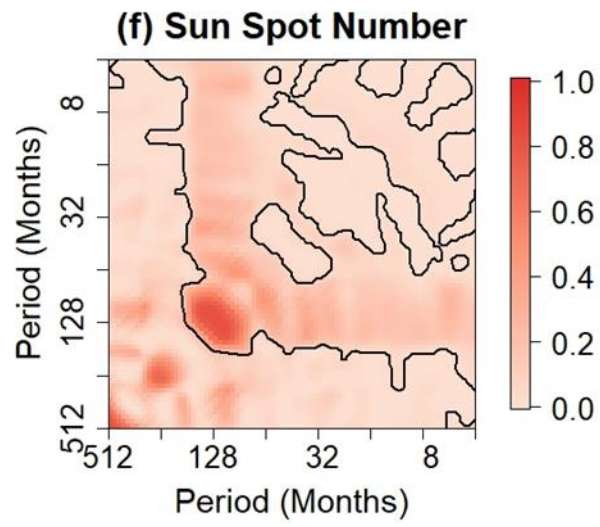 (f) Sun Spot Number
Period (Months)
8
32
128
512
512 128 32 8
Period (Months)
1.0
0.8
0.6
0.4
0.2
0.0